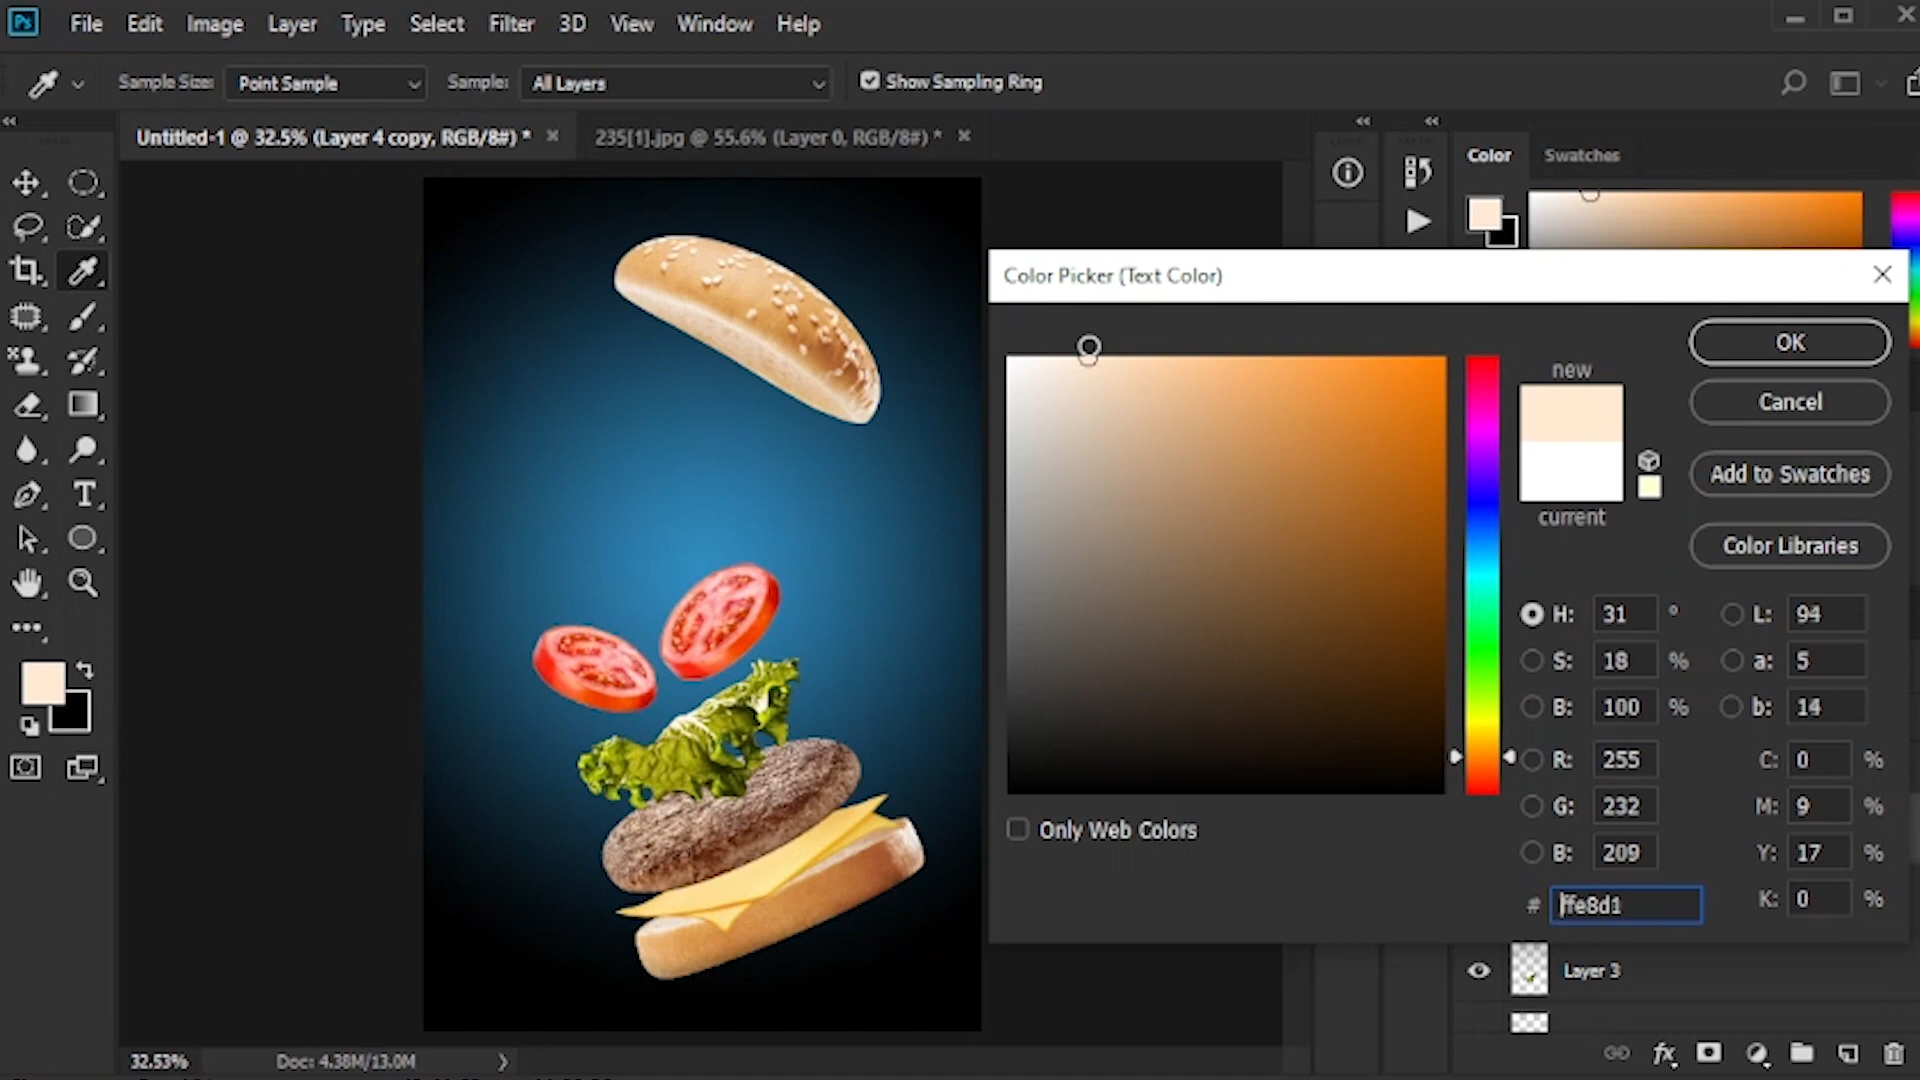 Ps File Edit Image Layer Type Select Filter 3D View Window Help
Sample Size: Point Sample Sample: All Layers Show Sampling Ring
Untitled-1 @ 32.5% (Layer 4 copy, RGB/8#) * 235[1].jpg @ 55.6% (Layer 0, RGB/8#) *
Color Swatches
Color Picker (Text Color)
OK
new
Cancel
Add to Swatches
current
Color Libraries
H: 31 ° L: 94
S: 18 % a: 5
B: 100 % b: 14
R: 255 C: 0 %
G: 232 M: 9 %
B: 209 Y: 17 %
Only Web Colors
# ffe8d1 K: 0 %
Layer 3
32.53% Doc: 4.38M/13.0M
fx